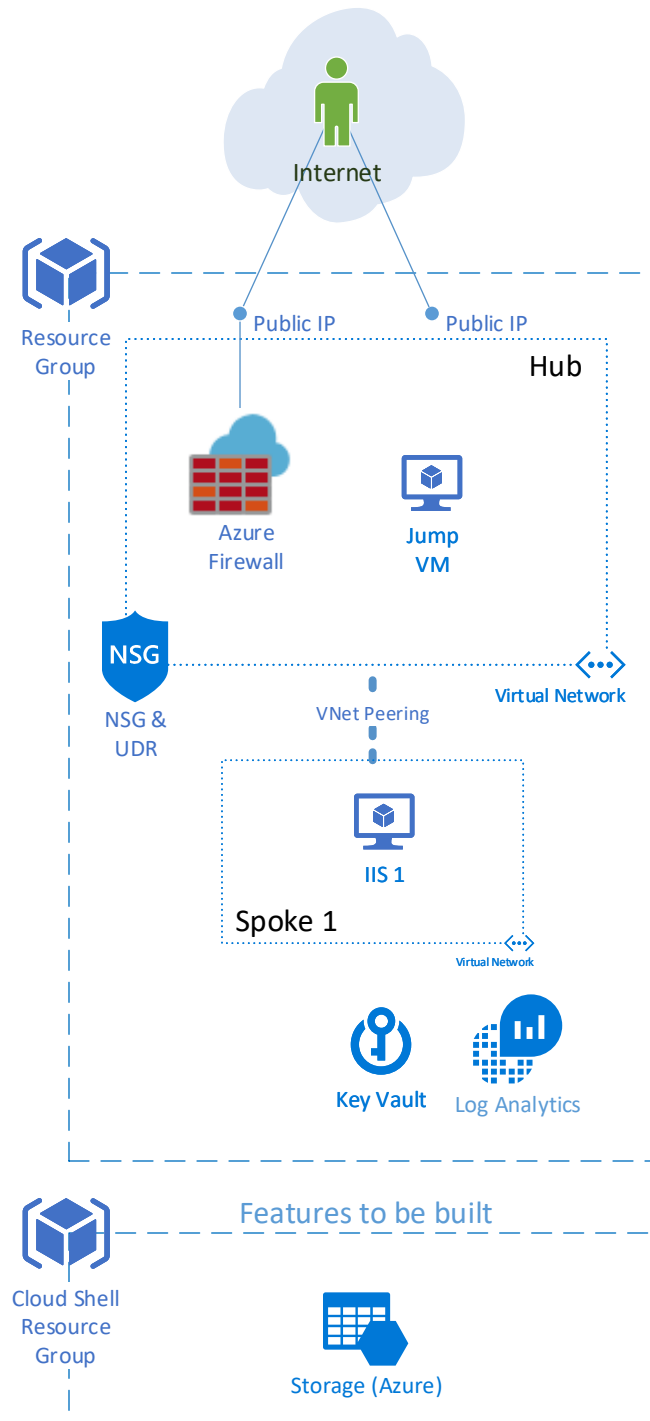 Internet
Public IP
Public IP
Resource
Group
Hub
Azure
Firewall
Jump
VM
NSG
NSG &
UDR
Virtual Network
VNet Peering
IIS 1
Spoke 1
Virtual Network
Key Vault
Log Analytics
Features to be built
Cloud Shell
Resource
Group
Storage (Azure)